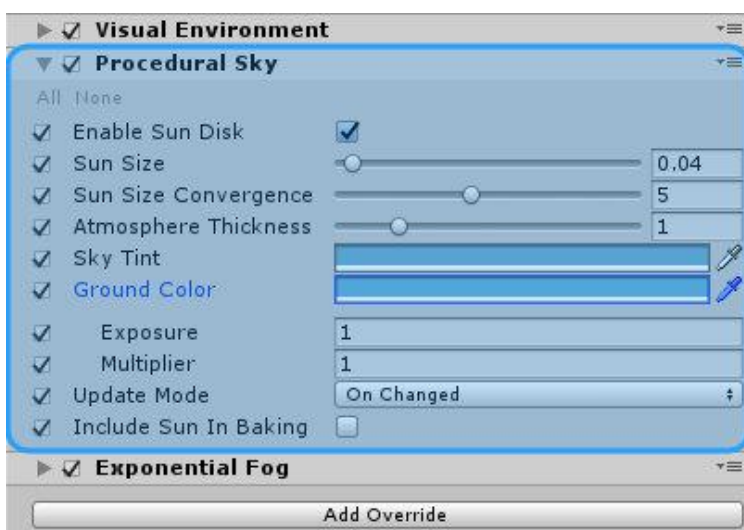 Visual Environment
Procedural Sky
All None
Enable Sun Disk
Sun Size 0.04
Sun Size Convergence 5
Atmosphere Thickness 1
Sky Tint
Ground Color
Exposure 1
Multiplier 1
Update Mode On Changed
Include Sun In Baking
Exponential Fog
Add Override